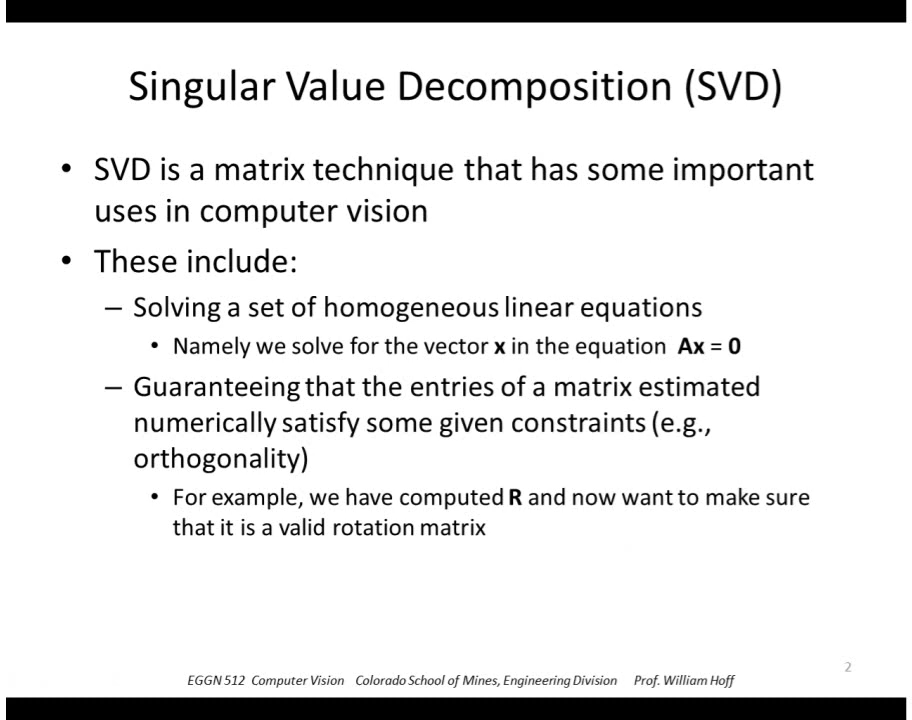 Singular Value Decomposition (SVD)
• SVD is a matrix technique that has some important
uses in computer vision
• These include:
– Solving a set of homogeneous linear equations
• Namely we solve for the vector x in the equation Ax = 0
– Guaranteeing that the entries of a matrix estimated
numerically satisfy some given constraints (e.g.,
orthogonality)
• For example, we have computed R and now want to make sure
that it is a valid rotation matrix
2
EGGN 512 Computer Vision Colorado School of Mines, Engineering Division Prof. William Hoff